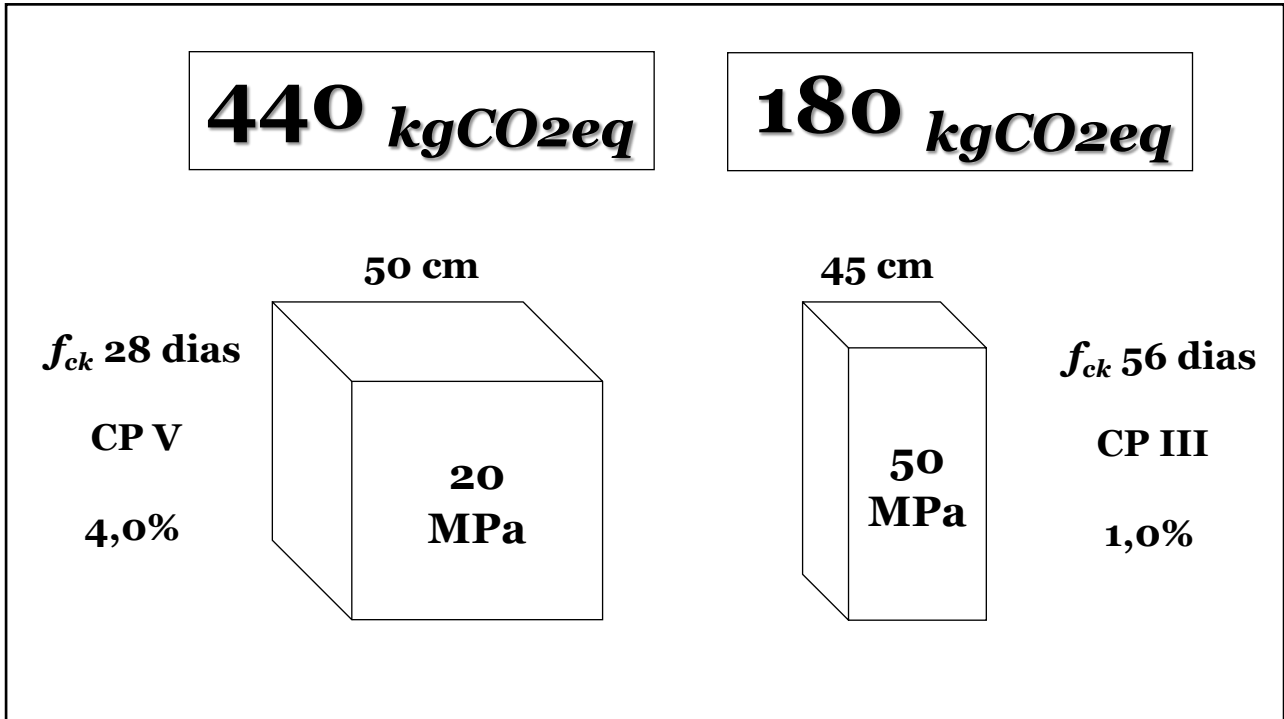 440 kgCO2eq
180 kgCO2eq
50 cm
45 cm
fck 28 dias
CP V
4,0%
20
MPa
50
MPa
fck 56 dias
CP III
1,0%